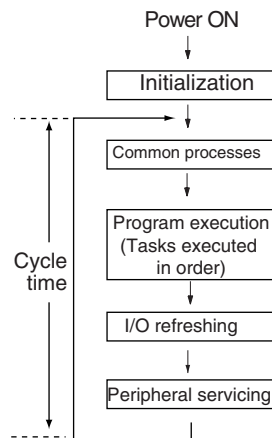 Power ON
Initialization
Common processes
Program execution
(Tasks executed
in order)
Cycle
time
I/O refreshing
Peripheral servicing